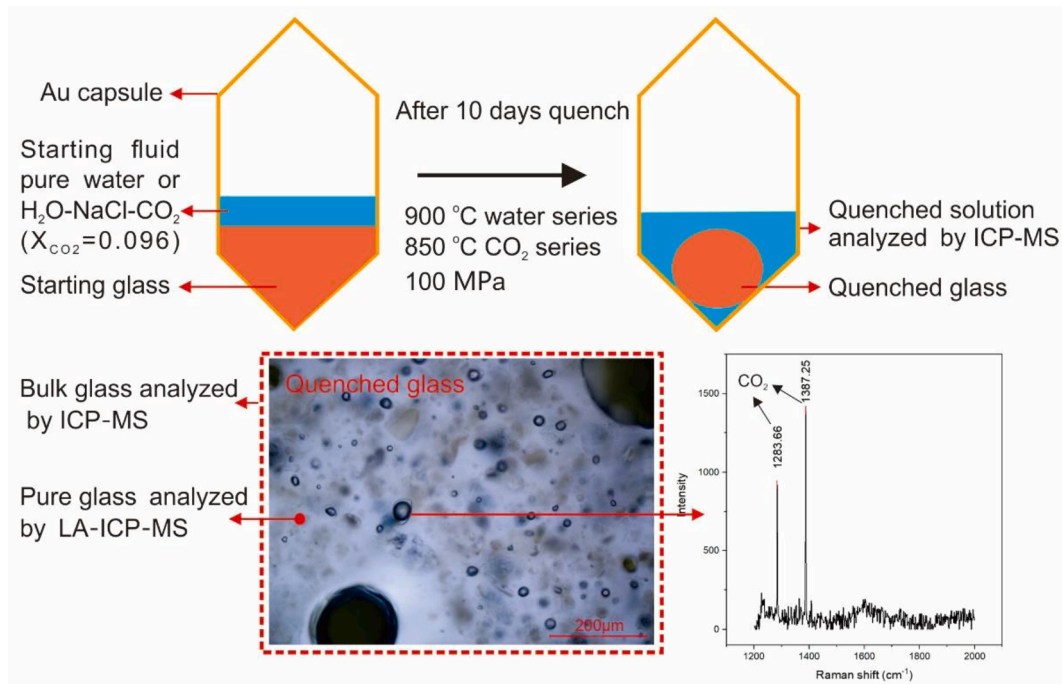 Au capsule
Starting fluid
pure water or
H₂O-NaCl-CO₂
(X_CO₂=0.096)
Starting glass
After 10 days quench
900 °C water series
850 °C CO₂ series
100 MPa
Quenched solution
analyzed by ICP-MS
Quenched glass
Bulk glass analyzed
by ICP-MS
Pure glass analyzed
by LA-ICP-MS
Quenched glass
200μm
CO₂
1283.66
1387.25
Intensity
1500
1000
500
0
1200 1400 1600 1800 2000
Raman shift (cm⁻¹)